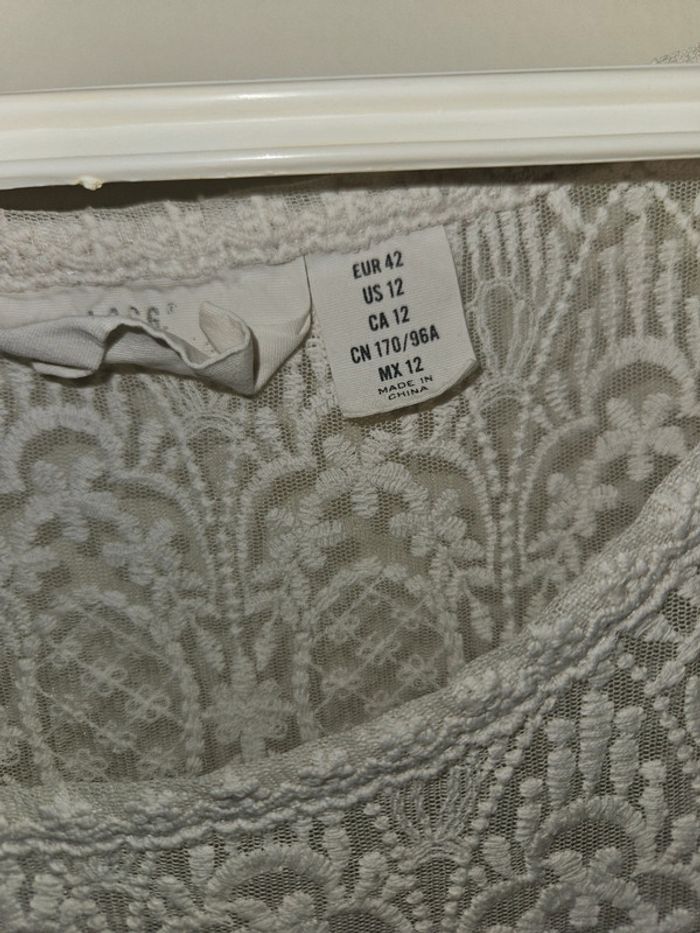 EUR 42
US 12
CA 12
CN 170/96A
MX 12
MADE IN
CHINA